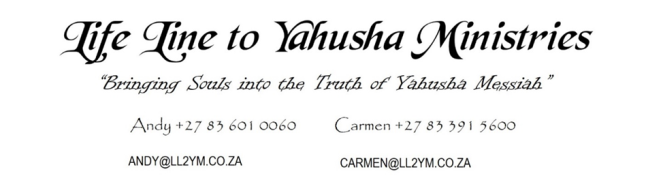 Life Line to Yahusha Ministries
"Bringing Souls into the Truth of Yahusha Messiah"
Andy +27 83 601 0060 Carmen +27 83 391 5600
ANDY@LL2YM.CO.ZA CARMEN@LL2YM.CO.ZA